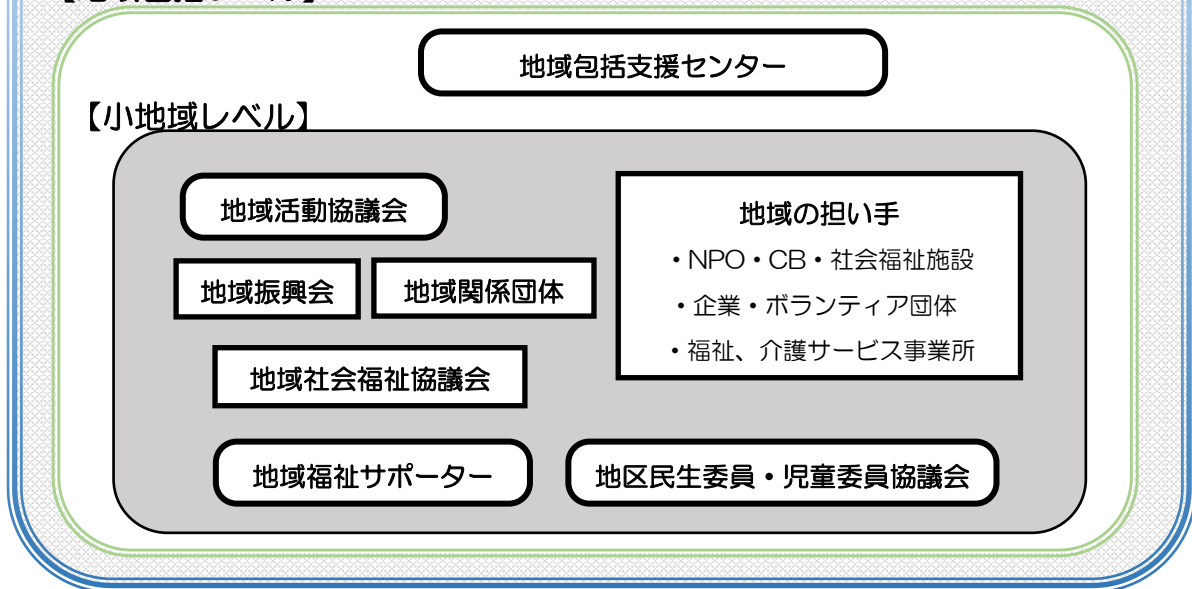 地域包括支援センター
【小地域レベル】
地域活動協議会
地域振興会
地域関係団体
地域社会福祉協議会
地域の担い手
・NPO・CB・社会福祉施設
・企業・ボランティア団体
・福祉、介護サービス事業所
地域福祉サポーター
地区民生委員・児童委員協議会